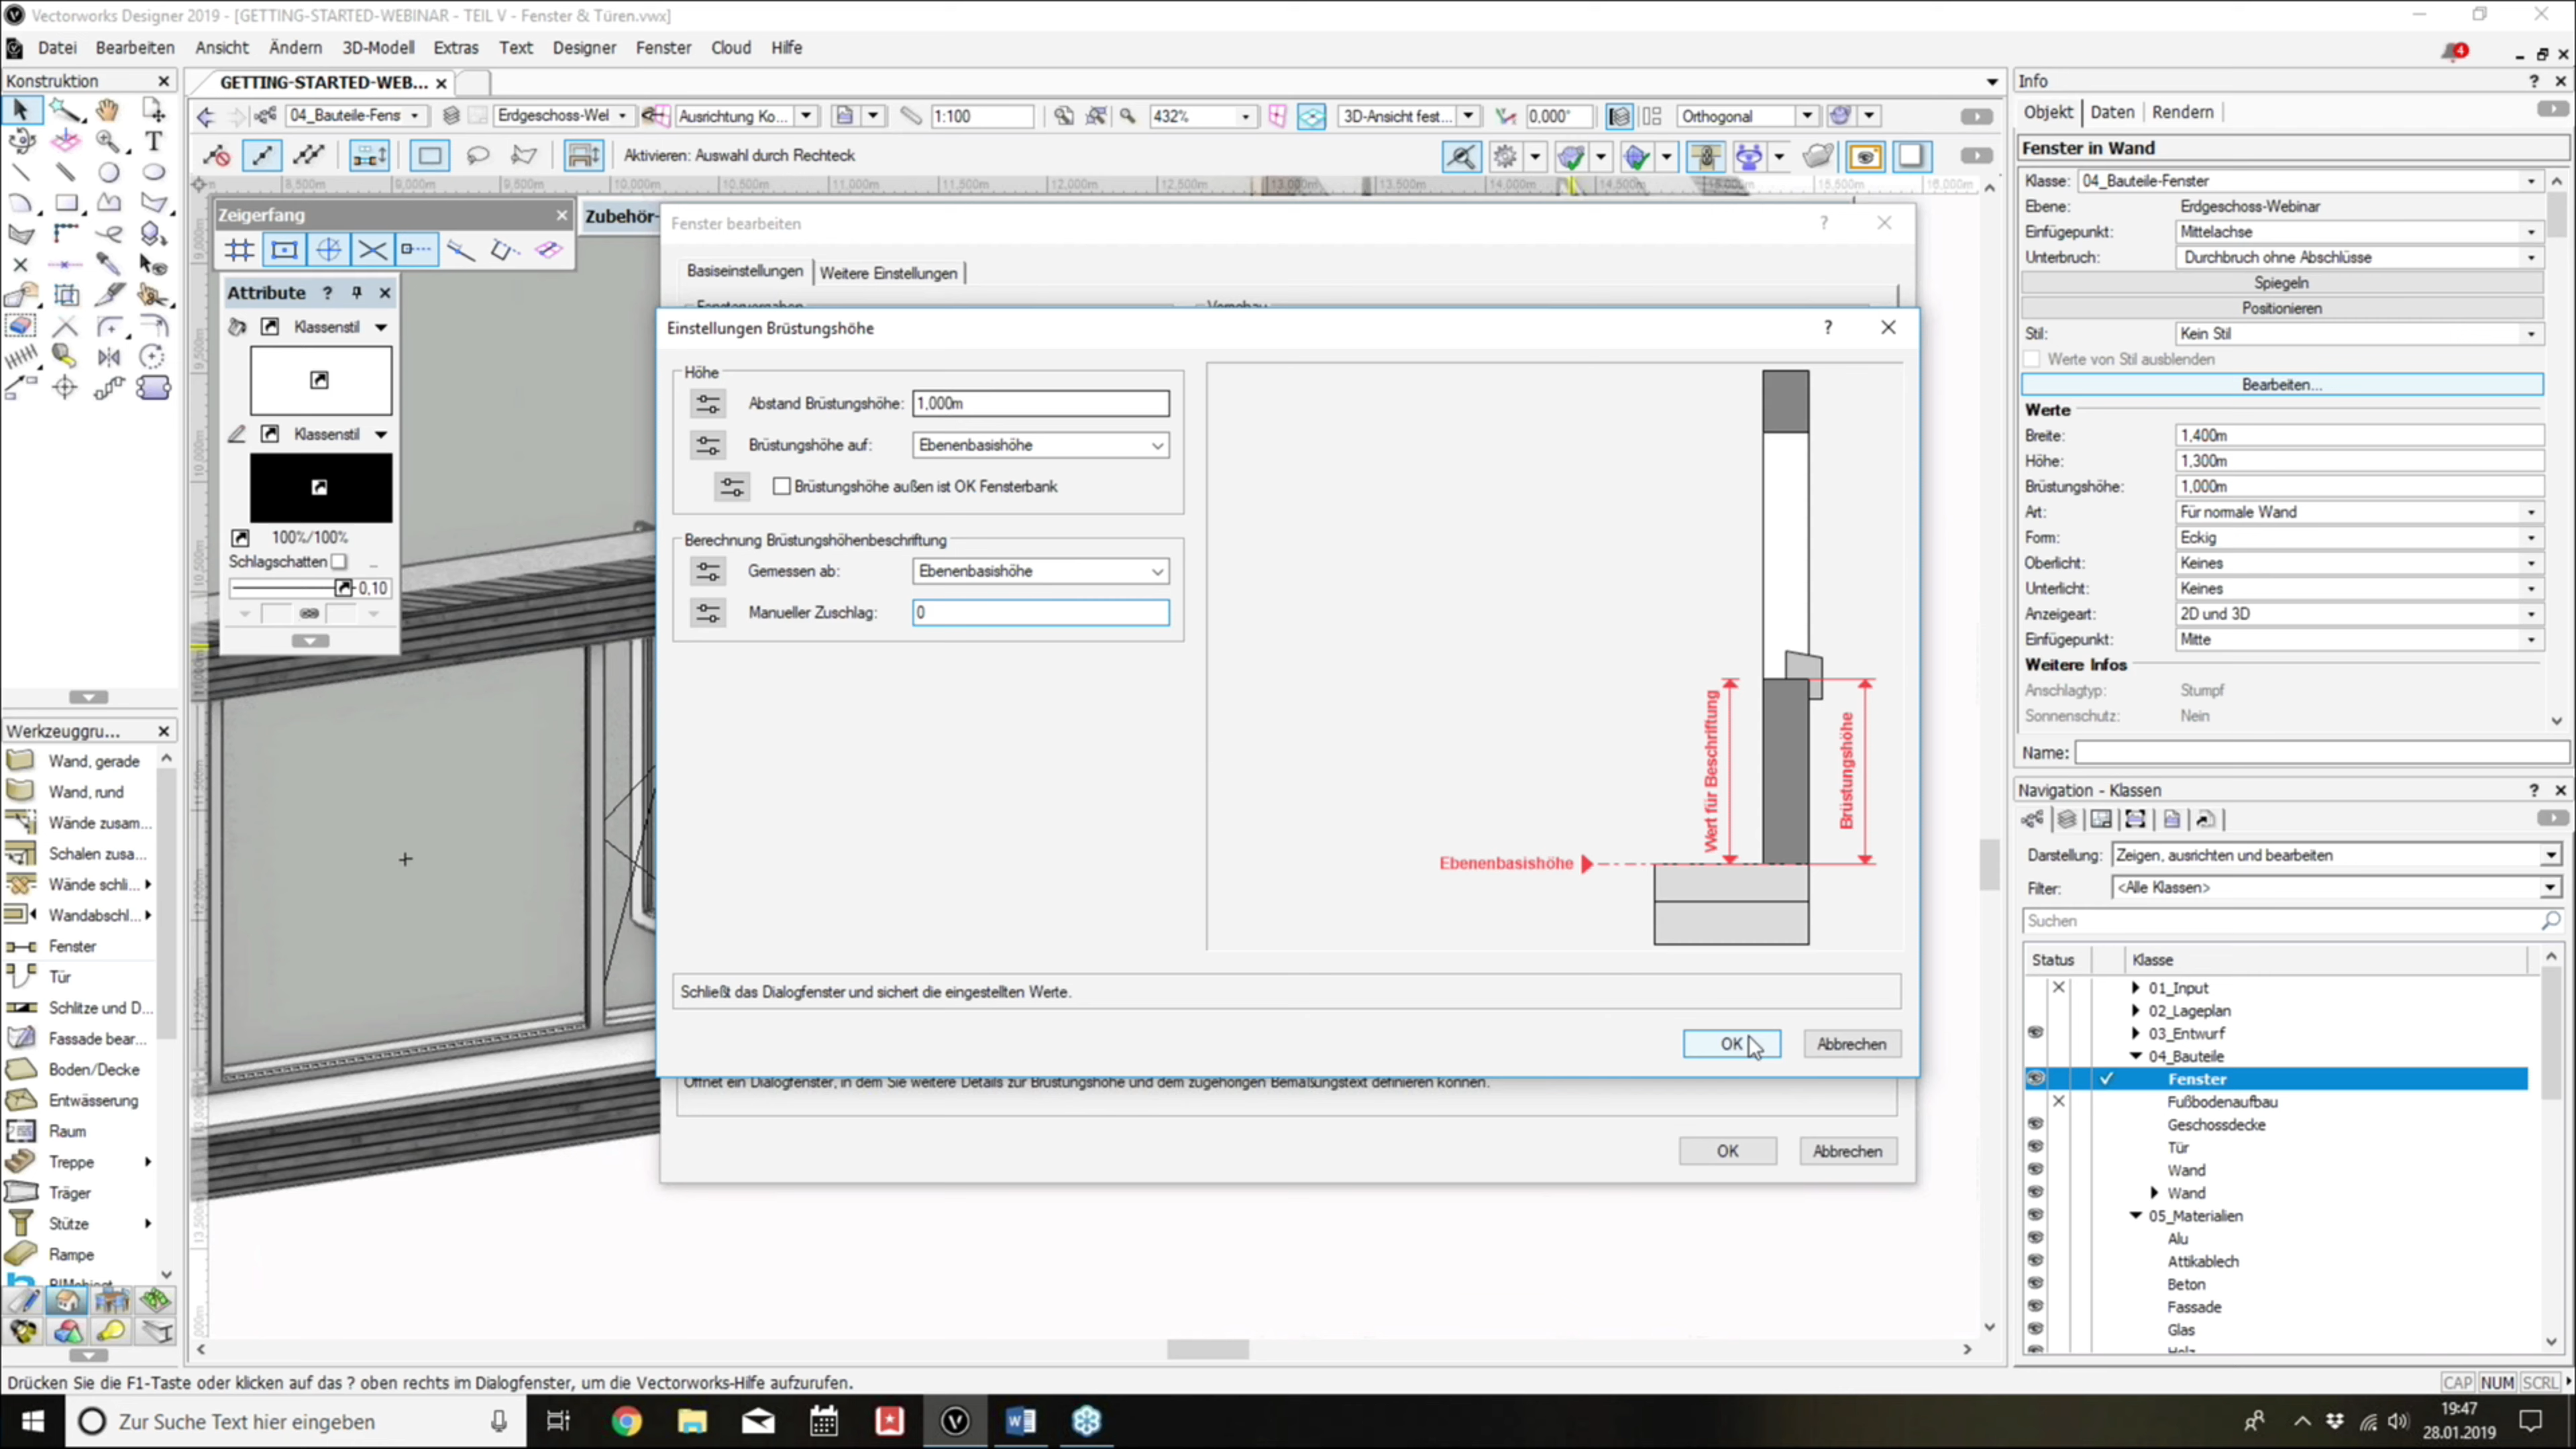 Vectorworks Designer 2019 - [GETTING-STARTED-WEBINAR - TEIL V - Fenster & Türen.vwx]
Datei Bearbeiten Ansicht Ändern 3D-Modell Extras Text Designer Fenster Cloud Hilfe
4
Konstruktion
GETTING-STARTED-WEB...
04_Bauteile-Fens
Erdgeschoss-Wel
Ausrichtung Ko...
1:100
432%
3D-Ansicht fest...
0,000°
Orthogonal
Aktivieren: Auswahl durch Rechteck
Zeigerfang
Zubehör-
Attribute ?
Klassenstil
Klassenstil
100%/100%
Schlagschatten
0,10
Fenster bearbeiten ?
Basiseinstellungen
Weitere Einstellungen
Einstellungen Brüstungshöhe ?
Höhe
Abstand Brüstungshöhe: 1,000m
Brüstungshöhe auf: Ebenenbasishöhe
Brüstungshöhe außen ist OK Fensterbank
Berechnung Brüstungshöhenbeschriftung
Gemessen ab: Ebenenbasishöhe
Manueller Zuschlag: 0
Wert für Beschriftung
Brüstungshöhe
Ebenenbasishöhe
Schließt das Dialogfenster und sichert die eingestellten Werte.
OK Abbrechen
Öffnet ein Dialogfenster, in dem Sie weitere Details zur Brüstungshöhe und dem zugehörigen Bemaßungstext definieren können.
OK Abbrechen
Werkzeuggru...
Wand, gerade
Wand, rund
Wände zusam...
Schalen zusa...
Wände schli...
Wandabschl...
Fenster
Tür
Schlitze und D...
Fassade bear...
Boden/Decke
Entwässerung
Raum
Treppe
Träger
Stütze
Rampe
BIMobject
Info ?
Objekt Daten Rendern
Fenster in Wand
Klasse: 04_Bauteile-Fenster
Ebene: Erdgeschoss-Webinar
Einfügepunkt: Mittelachse
Unterbruch: Durchbruch ohne Abschlüsse
Spiegeln
Positionieren
Stil: Kein Stil
Werte von Stil ausblenden
Bearbeiten...
Werte
Breite: 1,400m
Höhe: 1,300m
Brüstungshöhe: 1,000m
Art: Für normale Wand
Form: Eckig
Oberlicht: Keines
Unterlicht: Keines
Anzeigeart: 2D und 3D
Einfügepunkt: Mitte
Weitere Infos
Anschlagtyp: Stumpf
Sonnenschutz: Nein
Name:
Navigation - Klassen ?
Darstellung: Zeigen, ausrichten und bearbeiten
Filter: <Alle Klassen>
Suchen
Status Klasse
01_Input
02_Lageplan
03_Entwurf
04_Bauteile
Fenster
Fußbodenaufbau
Geschossdecke
Tür
Wand
Wand
05_Materialien
Alu
Attikablech
Beton
Fassade
Glas
Drücken Sie die F1-Taste oder klicken auf das ? oben rechts im Dialogfenster, um die Vectorworks-Hilfe aufzurufen.
CAP NUM SCRL
Zur Suche Text hier eingeben
19:47
28.01.2019